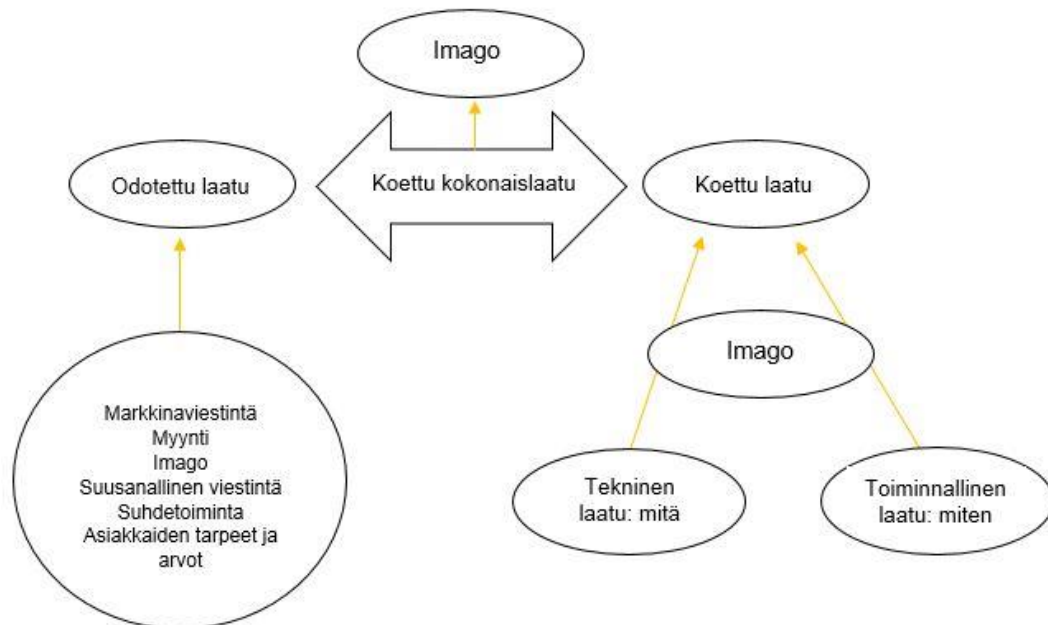 Imago
Odotettu laatu
Koettu kokonaislaatu
Koettu laatu
Imago
Markkinaviestintä
Myynti
Imago
Suusanallinen viestintä
Suhdetoiminta
Asiakkaiden tarpeet ja
arvot
Tekninen
laatu: mitä
Toiminnallinen
laatu: miten